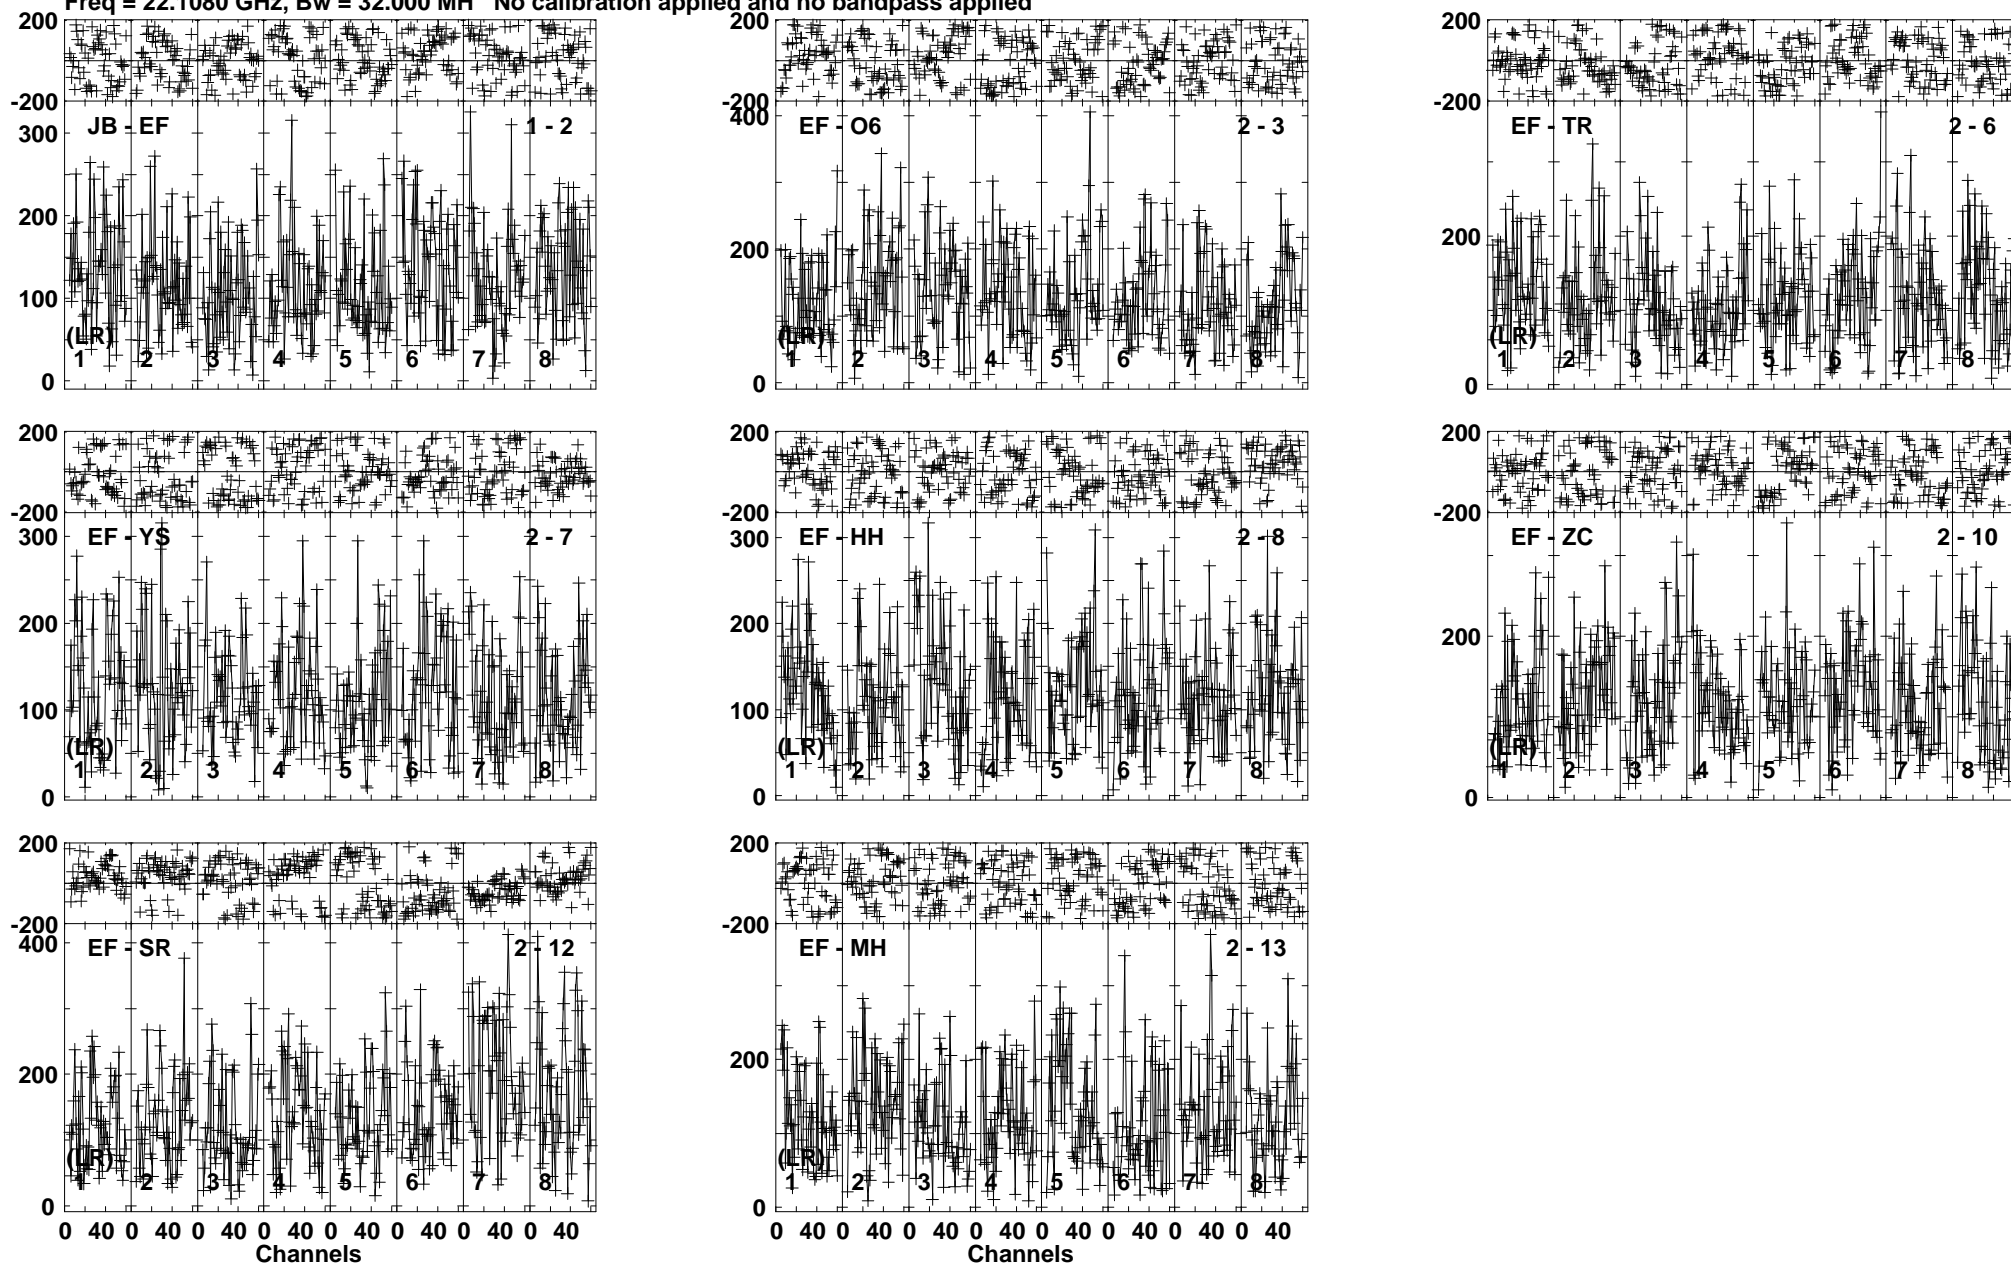 Freq = 22.1080 GHz, Bw = 32.000 MH No calibration applied and no bandpass applied
200
-200
300
200
100
0
JB - EF 1 - 2
(LR)
1 2 3 4 5 6 7 8
200
-200
400
200
0
EF - O6 2 - 3
(LR)
1 2 3 4 5 6 7 8
200
-200
200
0
EF - TR 2 - 6
(LR)
1 2 3 4 5 6 7 8
200
-200
300
200
100
0
EF - YS 2 - 7
(LR)
1 2 3 4 5 6 7 8
200
-200
300
200
100
0
EF - HH 2 - 8
(LR)
1 2 3 4 5 6 7 8
200
-200
200
0
EF - ZC 2 - 10
(LR)
1 2 3 4 5 6 7 8
200
-200
400
200
0
EF - SR 2 - 12
(LR)
1 2 3 4 5 6 7 8
0 40 0 40 0 40 0 40 0 40 0 40 0 40 0 40
Channels
200
-200
200
0
EF - MH 2 - 13
(LR)
1 2 3 4 5 6 7 8
0 40 0 40 0 40 0 40 0 40 0 40 0 40 0 40
Channels